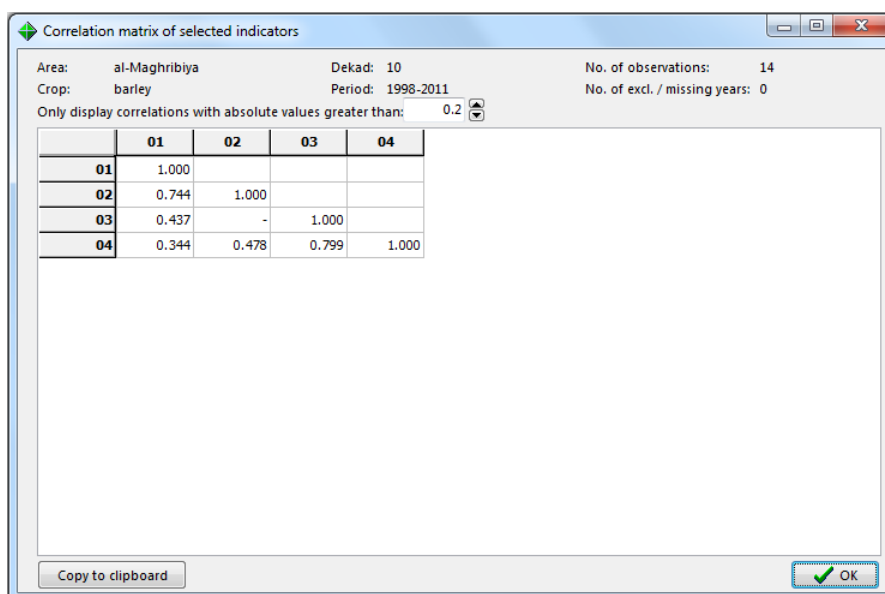 Correlation matrix of selected indicators
Area: al-Maghribiya Dekad: 10 No. of observations: 14
Crop: barley Period: 1998-2011 No. of excl. / missing years: 0
Only display correlations with absolute values greater than: 0.2
01 02 03 04
01 1.000
02 0.744 1.000
03 0.437 - 1.000
04 0.344 0.478 0.799 1.000
Copy to clipboard OK